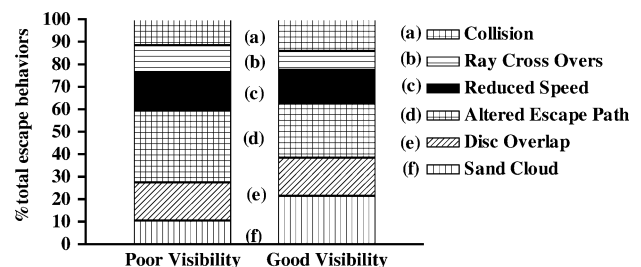 % total escape behaviors
100
90
80
70
60
50
40
30
20
10
0
(a)
(b)
(c)
(d)
(e)
(f)
Poor Visibility
Good Visibility
(a) Collision
(b) Ray Cross Overs
(c) Reduced Speed
(d) Altered Escape Path
(e) Disc Overlap
(f) Sand Cloud